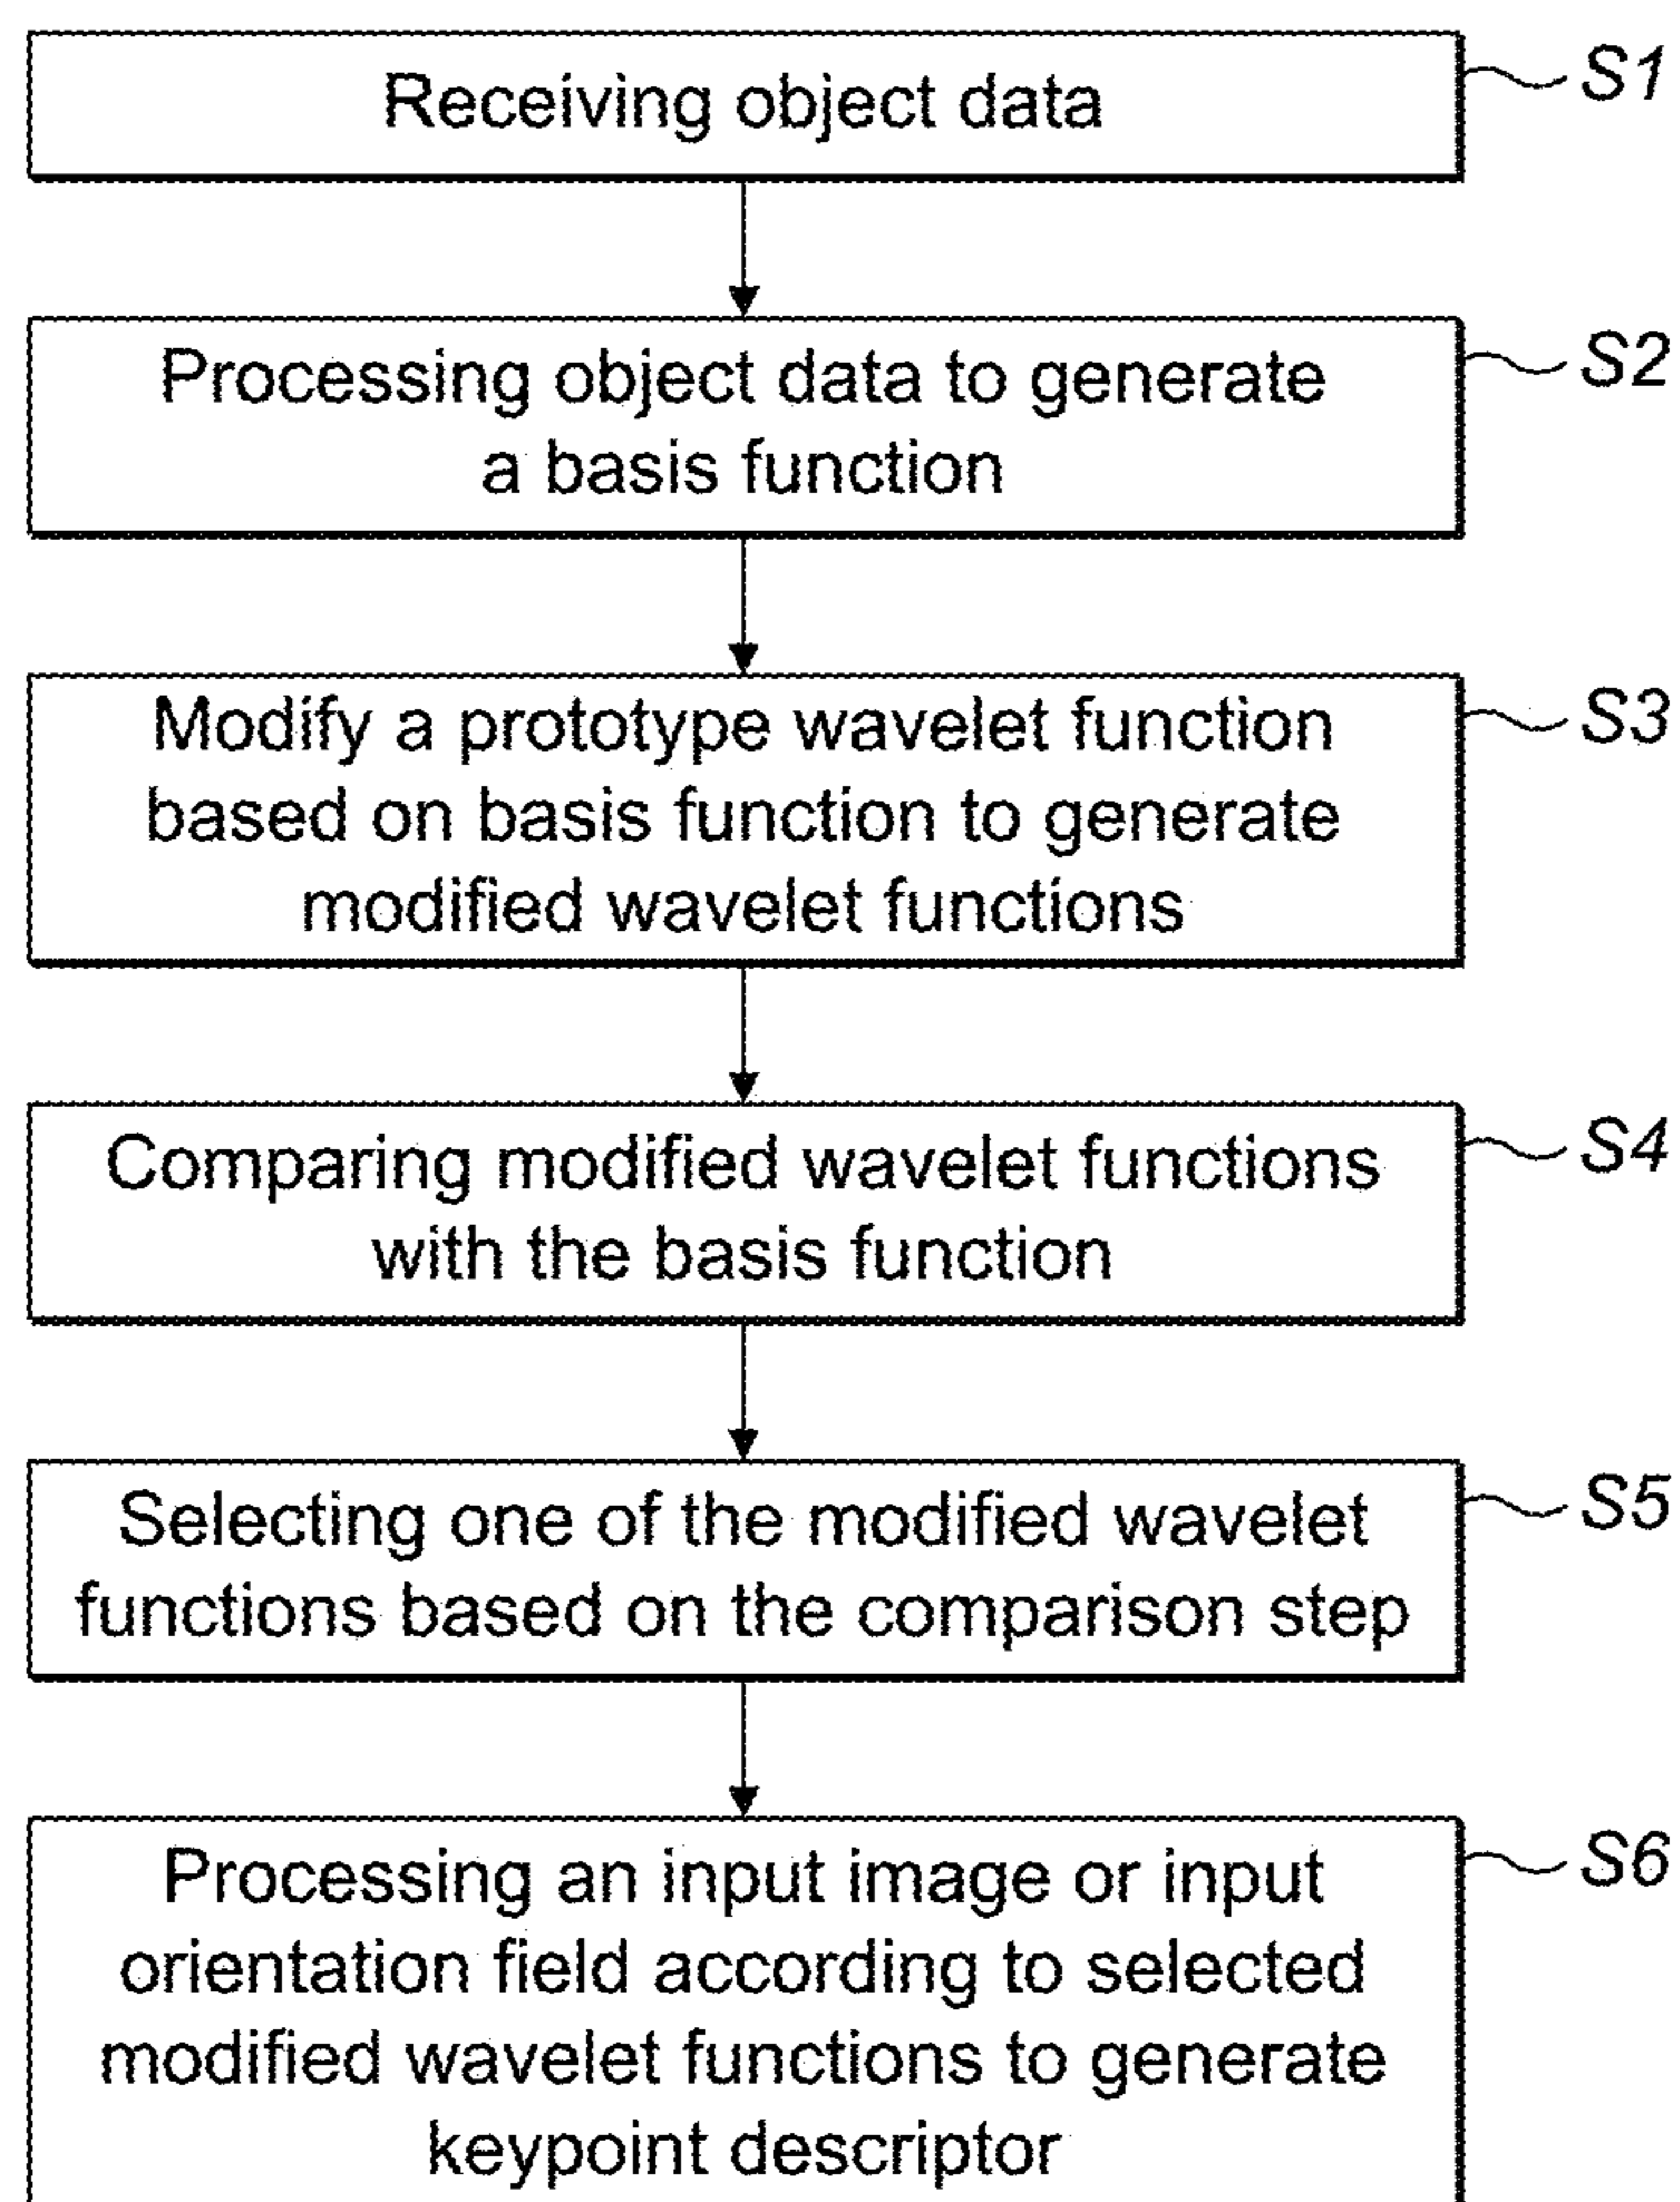 Receiving object data
S1
Processing object data to generate
a basis function
S2
Modify a prototype wavelet function
based on basis function to generate
modified wavelet functions
S3
Comparing modified wavelet functions
with the basis function
S4
Selecting one of the modified wavelet
functions based on the comparison step
S5
Processing an input image or input
orientation field according to selected
modified wavelet functions to generate
keypoint descriptor
S6